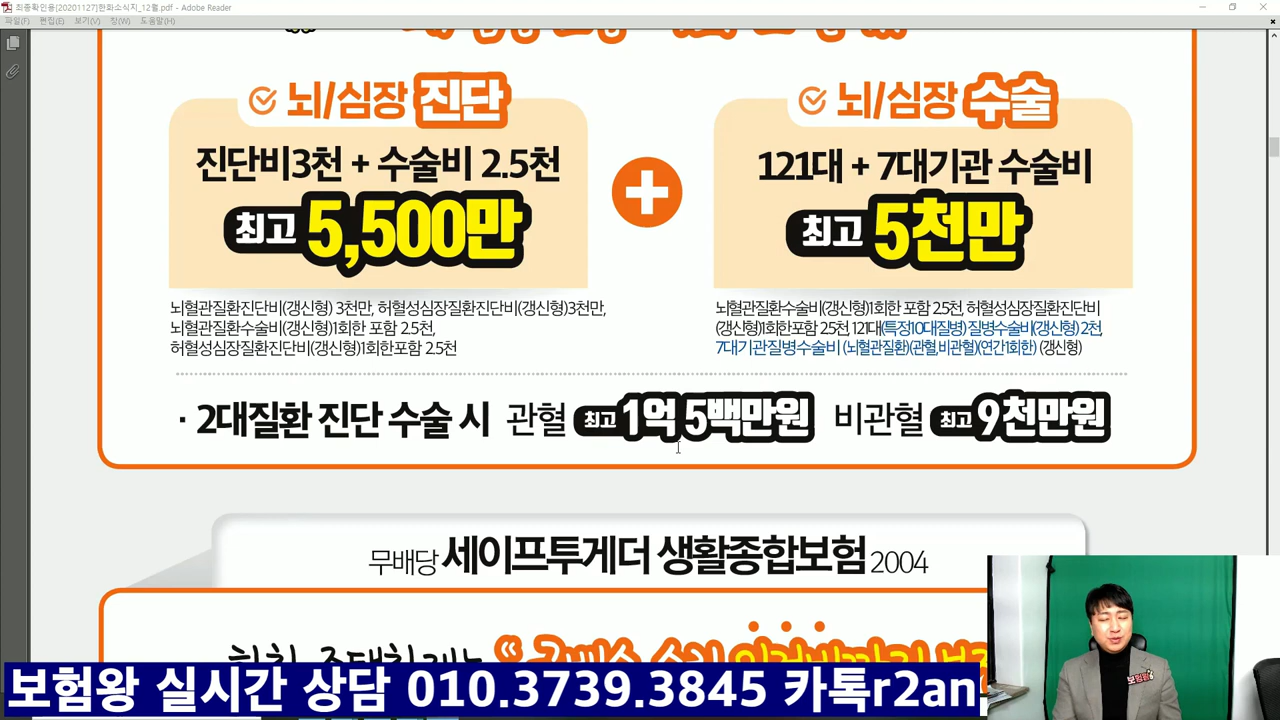 최종확인용[20201127]한화소식지_12월.pdf - Adobe Reader
파일(F) 편집(E) 보기(V) 창(W) 도움말(H)
뇌/심장 진단
진단비3천 + 수술비 2.5천
최고 5,500만
뇌혈관질환진단비(갱신형) 3천만, 허혈성심장질환진단비(갱신형)3천만,
뇌혈관질환수술비(갱신형)1회한 포함 2.5천,
허혈성심장질환진단비(갱신형)1회한포함 2.5천
뇌/심장 수술
121대 + 7대기관 수술비
최고 5천만
뇌혈관질환수술비(갱신형)1회한 포함 2.5천, 허혈성심장질환진단비
(갱신형)1회한포함 2.5천, 121대(특정10대질병) 질병수술비(갱신형) 2천,
7대기관질병수술비 (뇌혈관질환)(관혈,비관혈)(연간1회한) (갱신형)
· 2대질환 진단 수술 시 관혈 최고 1억 5백만원 비관혈 최고 9천만원
무배당 세이프투게더 생활종합보험 2004
보험왕 실시간 상담 010.3739.3845 카톡r2an
보험왕